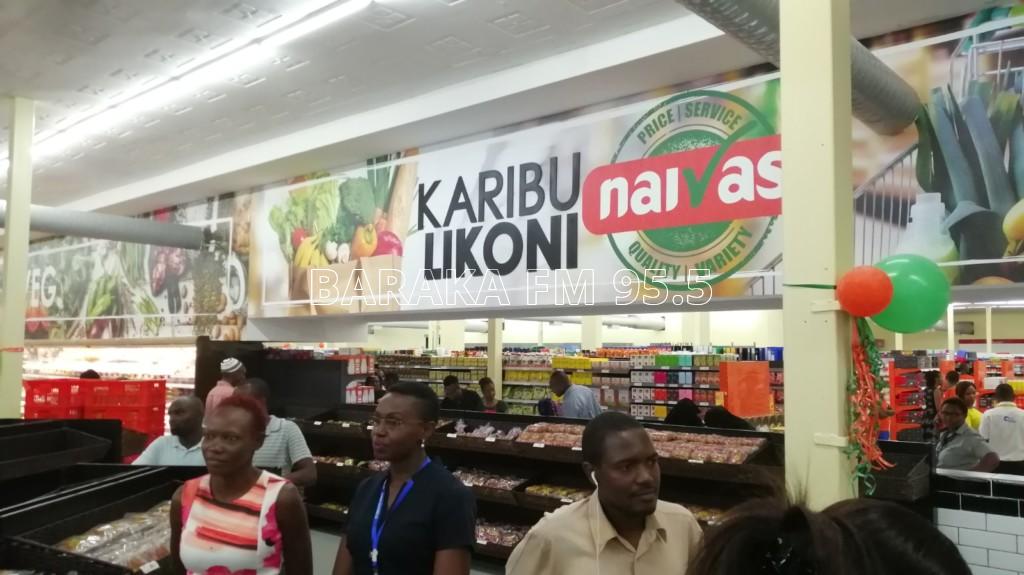 PRICE | SERVICE
KARIBU
LIKONI
naivas
QUALITY | VARIETY
VEG
BARAKA FM 95.5